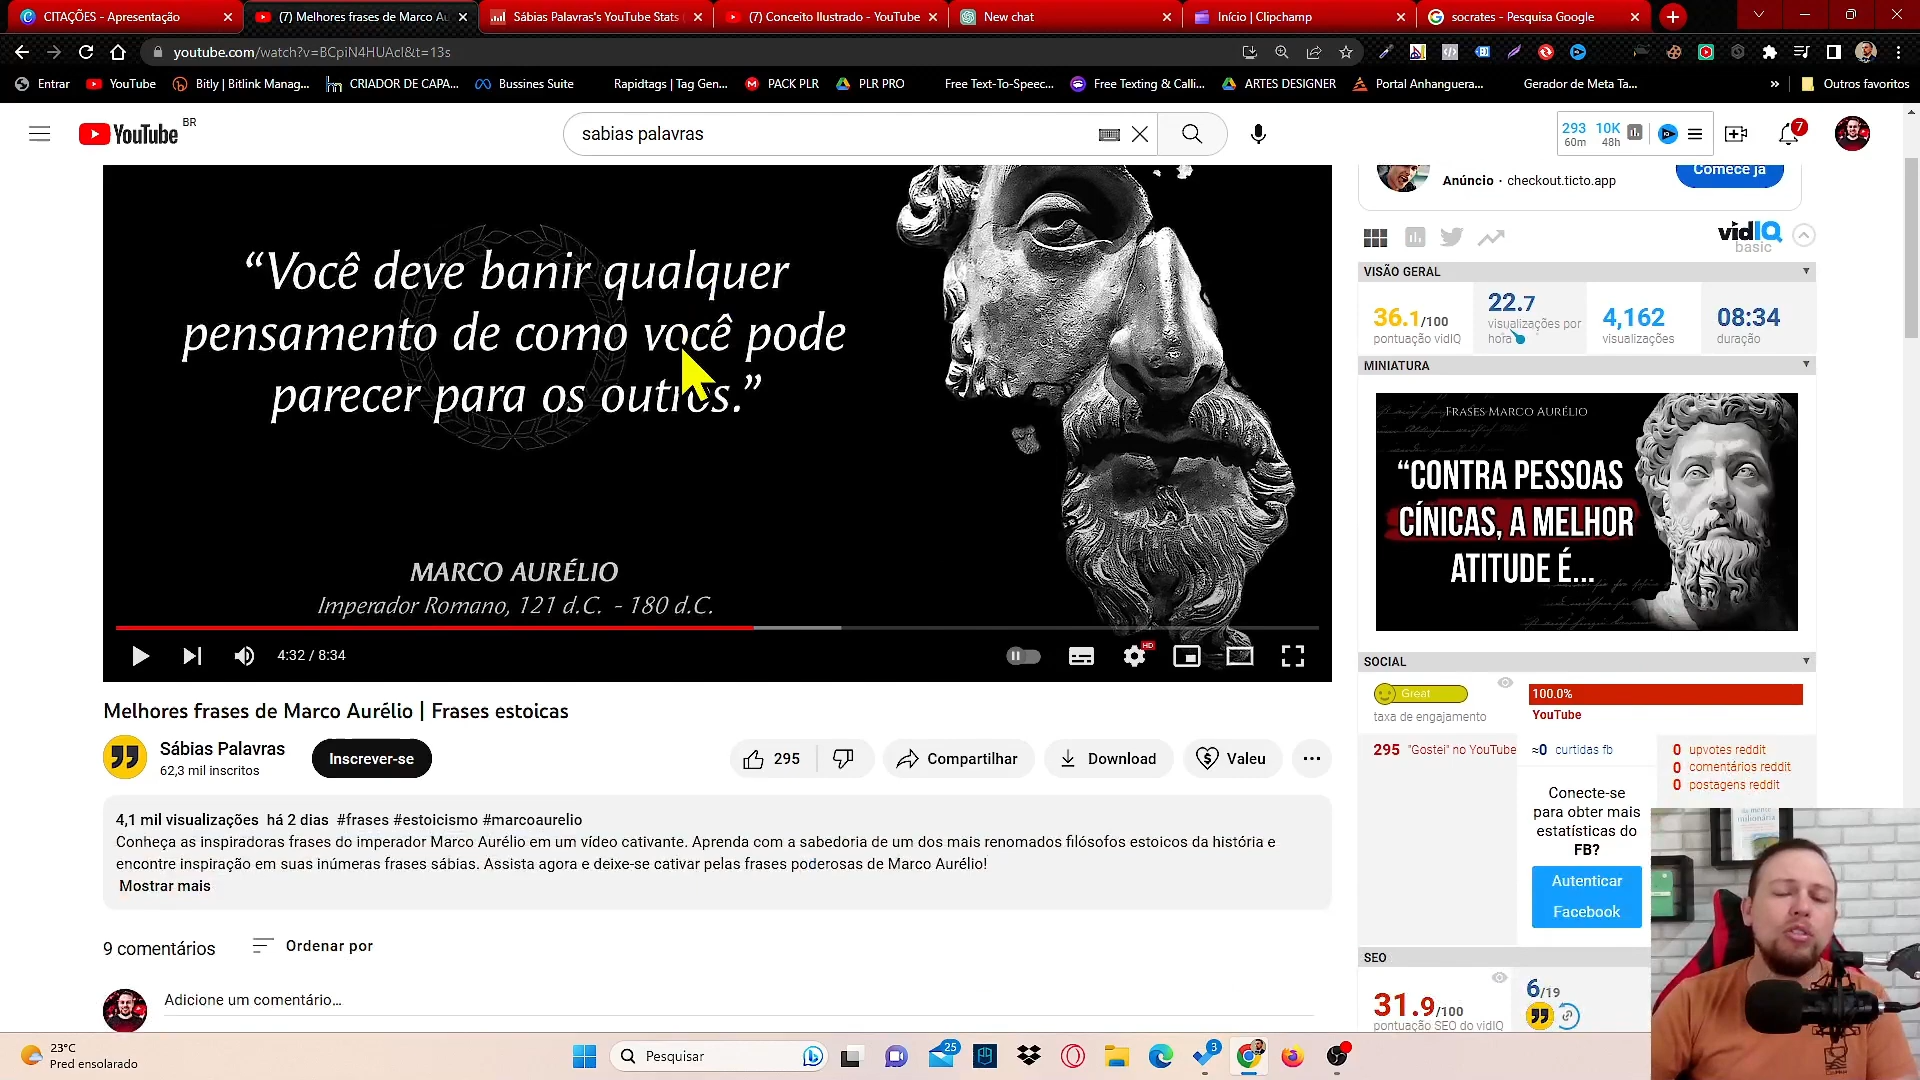 CITAÇÕES - Apresentação
(7) Melhores frases de Marco Au
Sábias Palavras's YouTube Stats (
(7) Conceito Ilustrado - YouTube
New chat
Início | Clipchamp
socrates - Pesquisa Google
youtube.com/watch?v=BCpiN4HUAcI&t=13s
Entrar
YouTube
Bitly | Bitlink Manag...
CRIADOR DE CAPA...
Bussines Suite
Rapidtags | Tag Gen...
PACK PLR
PLR PRO
Free Text-To-Speec...
Free Texting & Calli...
ARTES DESIGNER
Portal Anhanguera...
Gerador de Meta Ta...
»
Outros favoritos
YouTube BR
sabias palavras
293 10K
60m 48h
7
“Você deve banir qualquer
pensamento de como você pode
parecer para os outros.”
MARCO AURÉLIO
Imperador Romano, 121 d.C. - 180 d.C.
4:32 / 8:34
HD
Melhores frases de Marco Aurélio | Frases estoicas
Sábias Palavras
62,3 mil inscritos
Inscrever-se
295
Compartilhar
Download
Valeu
4,1 mil visualizações há 2 dias #frases #estoicismo #marcoaurelio
Conheça as inspiradoras frases do imperador Marco Aurélio em um vídeo cativante. Aprenda com a sabedoria de um dos mais renomados filósofos estoicos da história e
encontre inspiração em suas inúmeras frases sábias. Assista agora e deixe-se cativar pelas frases poderosas de Marco Aurélio!
Mostrar mais
9 comentários
Ordenar por
Adicione um comentário...
Anúncio · checkout.ticto.app
Comece já
vidIQ
basic
VISÃO GERAL
36.1/100
pontuação vidIQ
22.7
visualizações por
hora
4,162
visualizações
08:34
duração
MINIATURA
FRASES MARCO AURÉLIO
“CONTRA PESSOAS
CÍNICAS, A MELHOR
ATITUDE É...
SOCIAL
Great
taxa de engajamento
100.0%
YouTube
295 "Gostei" no YouTube
≈0 curtidas fb
0 upvotes reddit
0 comentários reddit
0 postagens reddit
Conecte-se
para obter mais
estatísticas do
FB?
Autenticar
Facebook
SEO
31.9/100
pontuação SEO do vidIQ
6/19
milionária
23°C
Pred ensolarado
Pesquisar
25
3